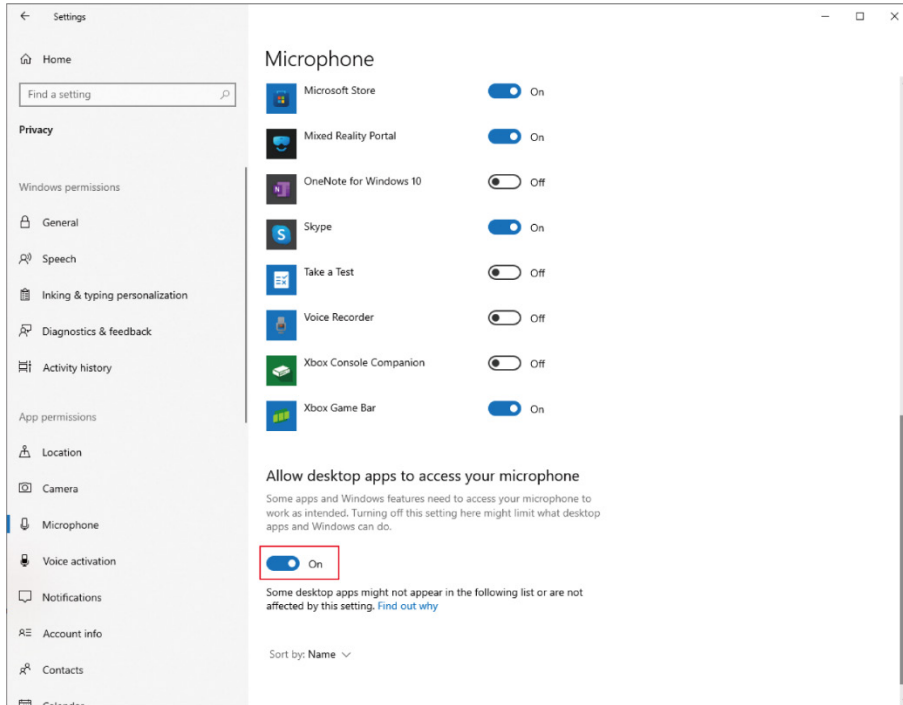 Settings
Home
Find a setting
Privacy
Windows permissions
General
Speech
Inking & typing personalization
Diagnostics & feedback
Activity history
App permissions
Location
Camera
Microphone
Voice activation
Notifications
Account info
Contacts
Calendar
Microphone
Microsoft Store On
Mixed Reality Portal On
N OneNote for Windows 10 Off
S Skype On
Take a Test Off
Voice Recorder Off
Xbox Console Companion Off
Xbox Game Bar On
Allow desktop apps to access your microphone
Some apps and Windows features need to access your microphone to
work as intended. Turning off this setting here might limit what desktop
apps and Windows can do.
On
Some desktop apps might not appear in the following list or are not
affected by this setting. Find out why
Sort by: Name